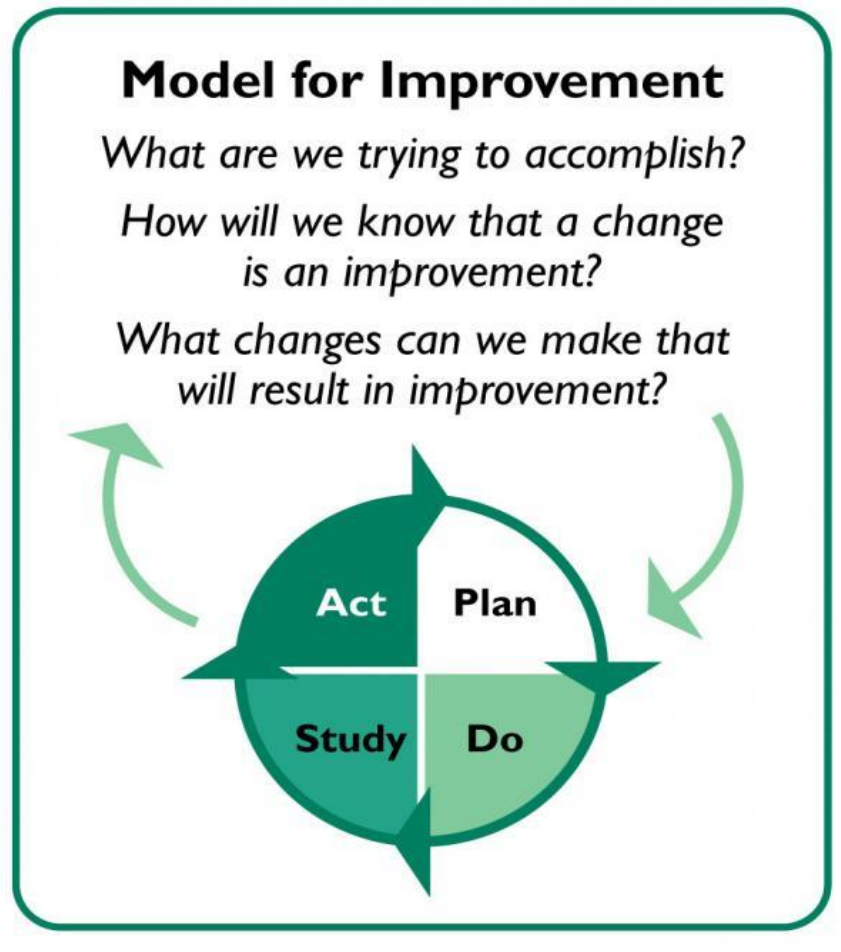 Model for Improvement
What are we trying to accomplish?
How will we know that a change
is an improvement?
What changes can we make that
will result in improvement?
Act
Plan
Study
Do